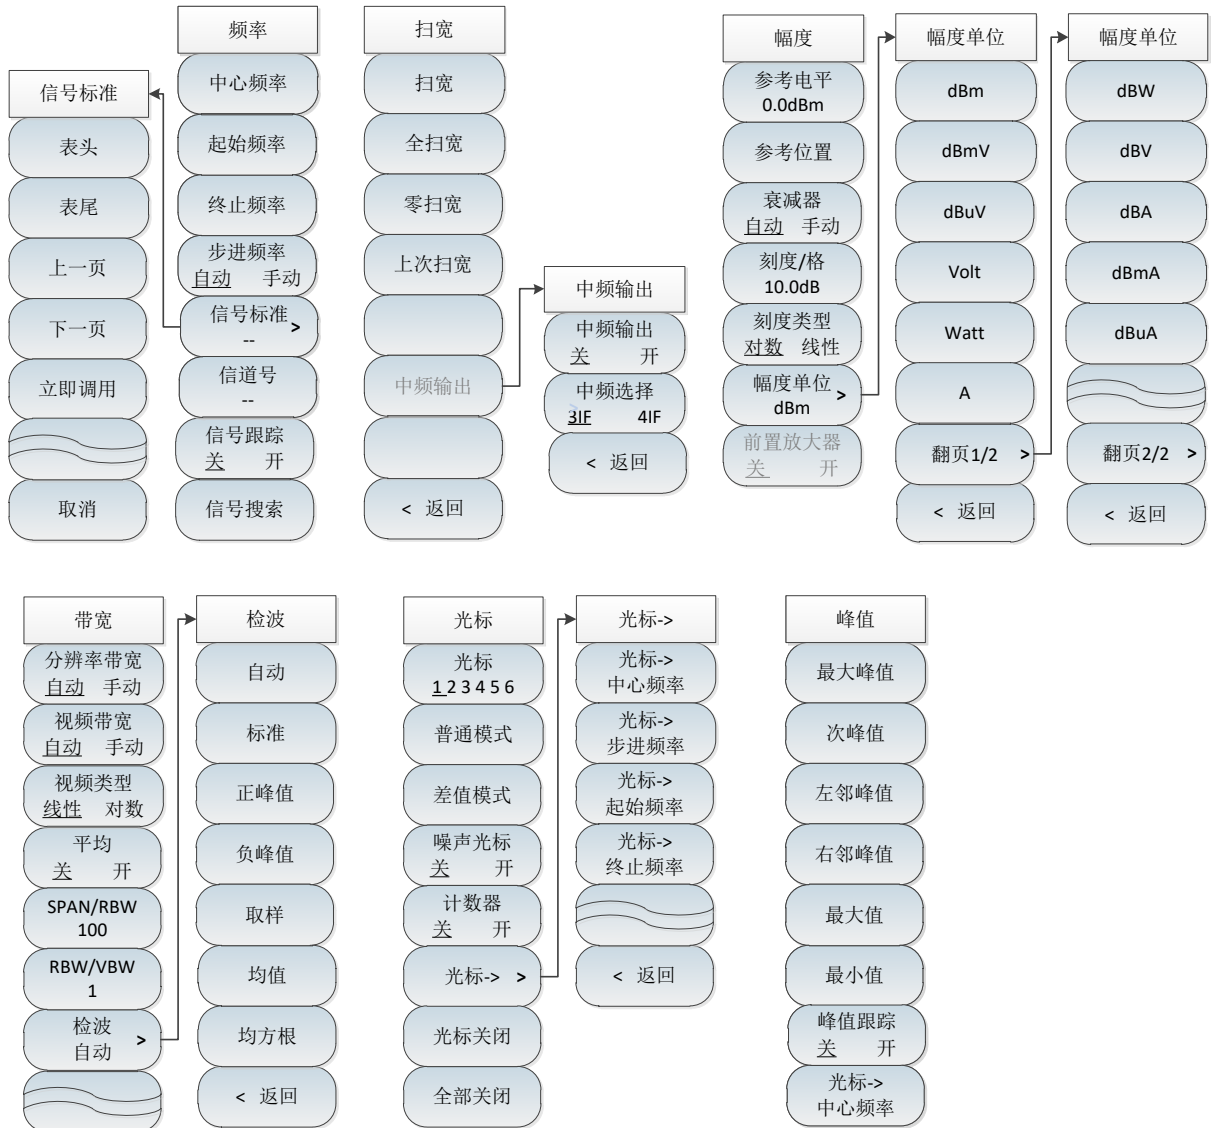 频率
中心频率
起始频率
终止频率
步进频率
自动 手动
信号标准 >
--
信道号
--
信号跟踪
关 开
信号搜索
信号标准
表头
表尾
上一页
下一页
立即调用
取消
扫宽
扫宽
全扫宽
零扫宽
上次扫宽
中频输出
< 返回
中频输出
中频输出
关 开
中频选择
3IF 4IF
< 返回
幅度
参考电平
0.0dBm
参考位置
衰减器
自动 手动
刻度/格
10.0dB
刻度类型
对数 线性
幅度单位 >
dBm
前置放大器
关 开
幅度单位
dBm
dBmV
dBuV
Volt
Watt
A
翻页1/2 >
< 返回
幅度单位
dBW
dBV
dBA
dBmA
dBuA
翻页2/2 >
< 返回
带宽
分辨率带宽
自动 手动
视频带宽
自动 手动
视频类型
线性 对数
平均
关 开
SPAN/RBW
100
RBW/VBW
1
检波 >
自动
检波
自动
标准
正峰值
负峰值
取样
均值
均方根
< 返回
光标
光标
1 2 3 4 5 6
普通模式
差值模式
噪声光标
关 开
计数器
关 开
光标-> >
光标关闭
全部关闭
光标->
光标->
中心频率
光标->
步进频率
光标->
起始频率
光标->
终止频率
< 返回
峰值
最大峰值
次峰值
左邻峰值
右邻峰值
最大值
最小值
峰值跟踪
关 开
光标->
中心频率